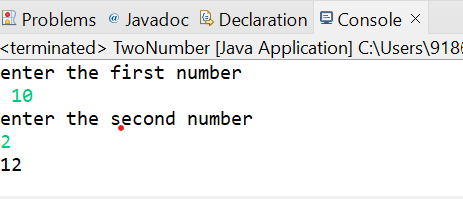 Problems @ Javadoc Declaration Console
<terminated> TwoNumber [Java Application] C:\Users\918
enter the first number
10
enter the second number
2
12